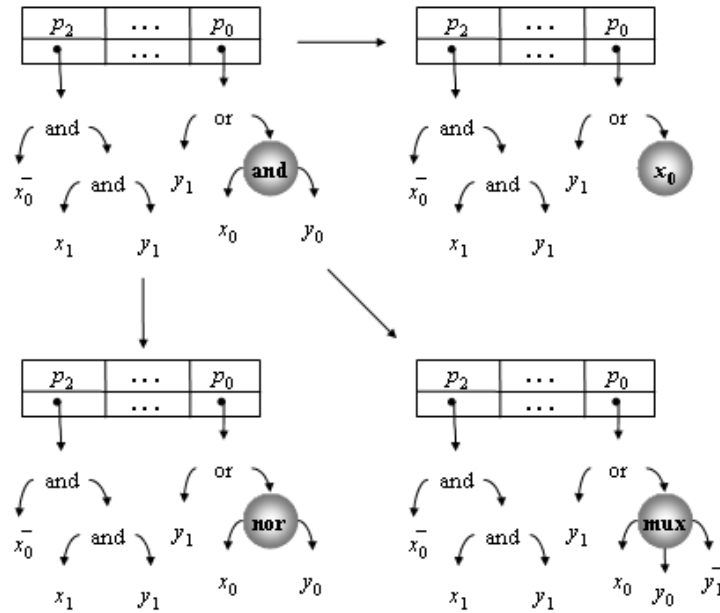 p₂ ... p₀ p₂ ... p₀
... ...
and or and or
x̄₀ and y₁ and x̄₀ and y₁ x₀
x₁ y₁ x₀ y₀ x₁ y₁
p₂ ... p₀ p₂ ... p₀
... ...
and or and or
x̄₀ and y₁ nor x̄₀ and y₁ mux
x₁ y₁ x₀ y₀ x₁ y₁ x₀ y₀ ȳ₁